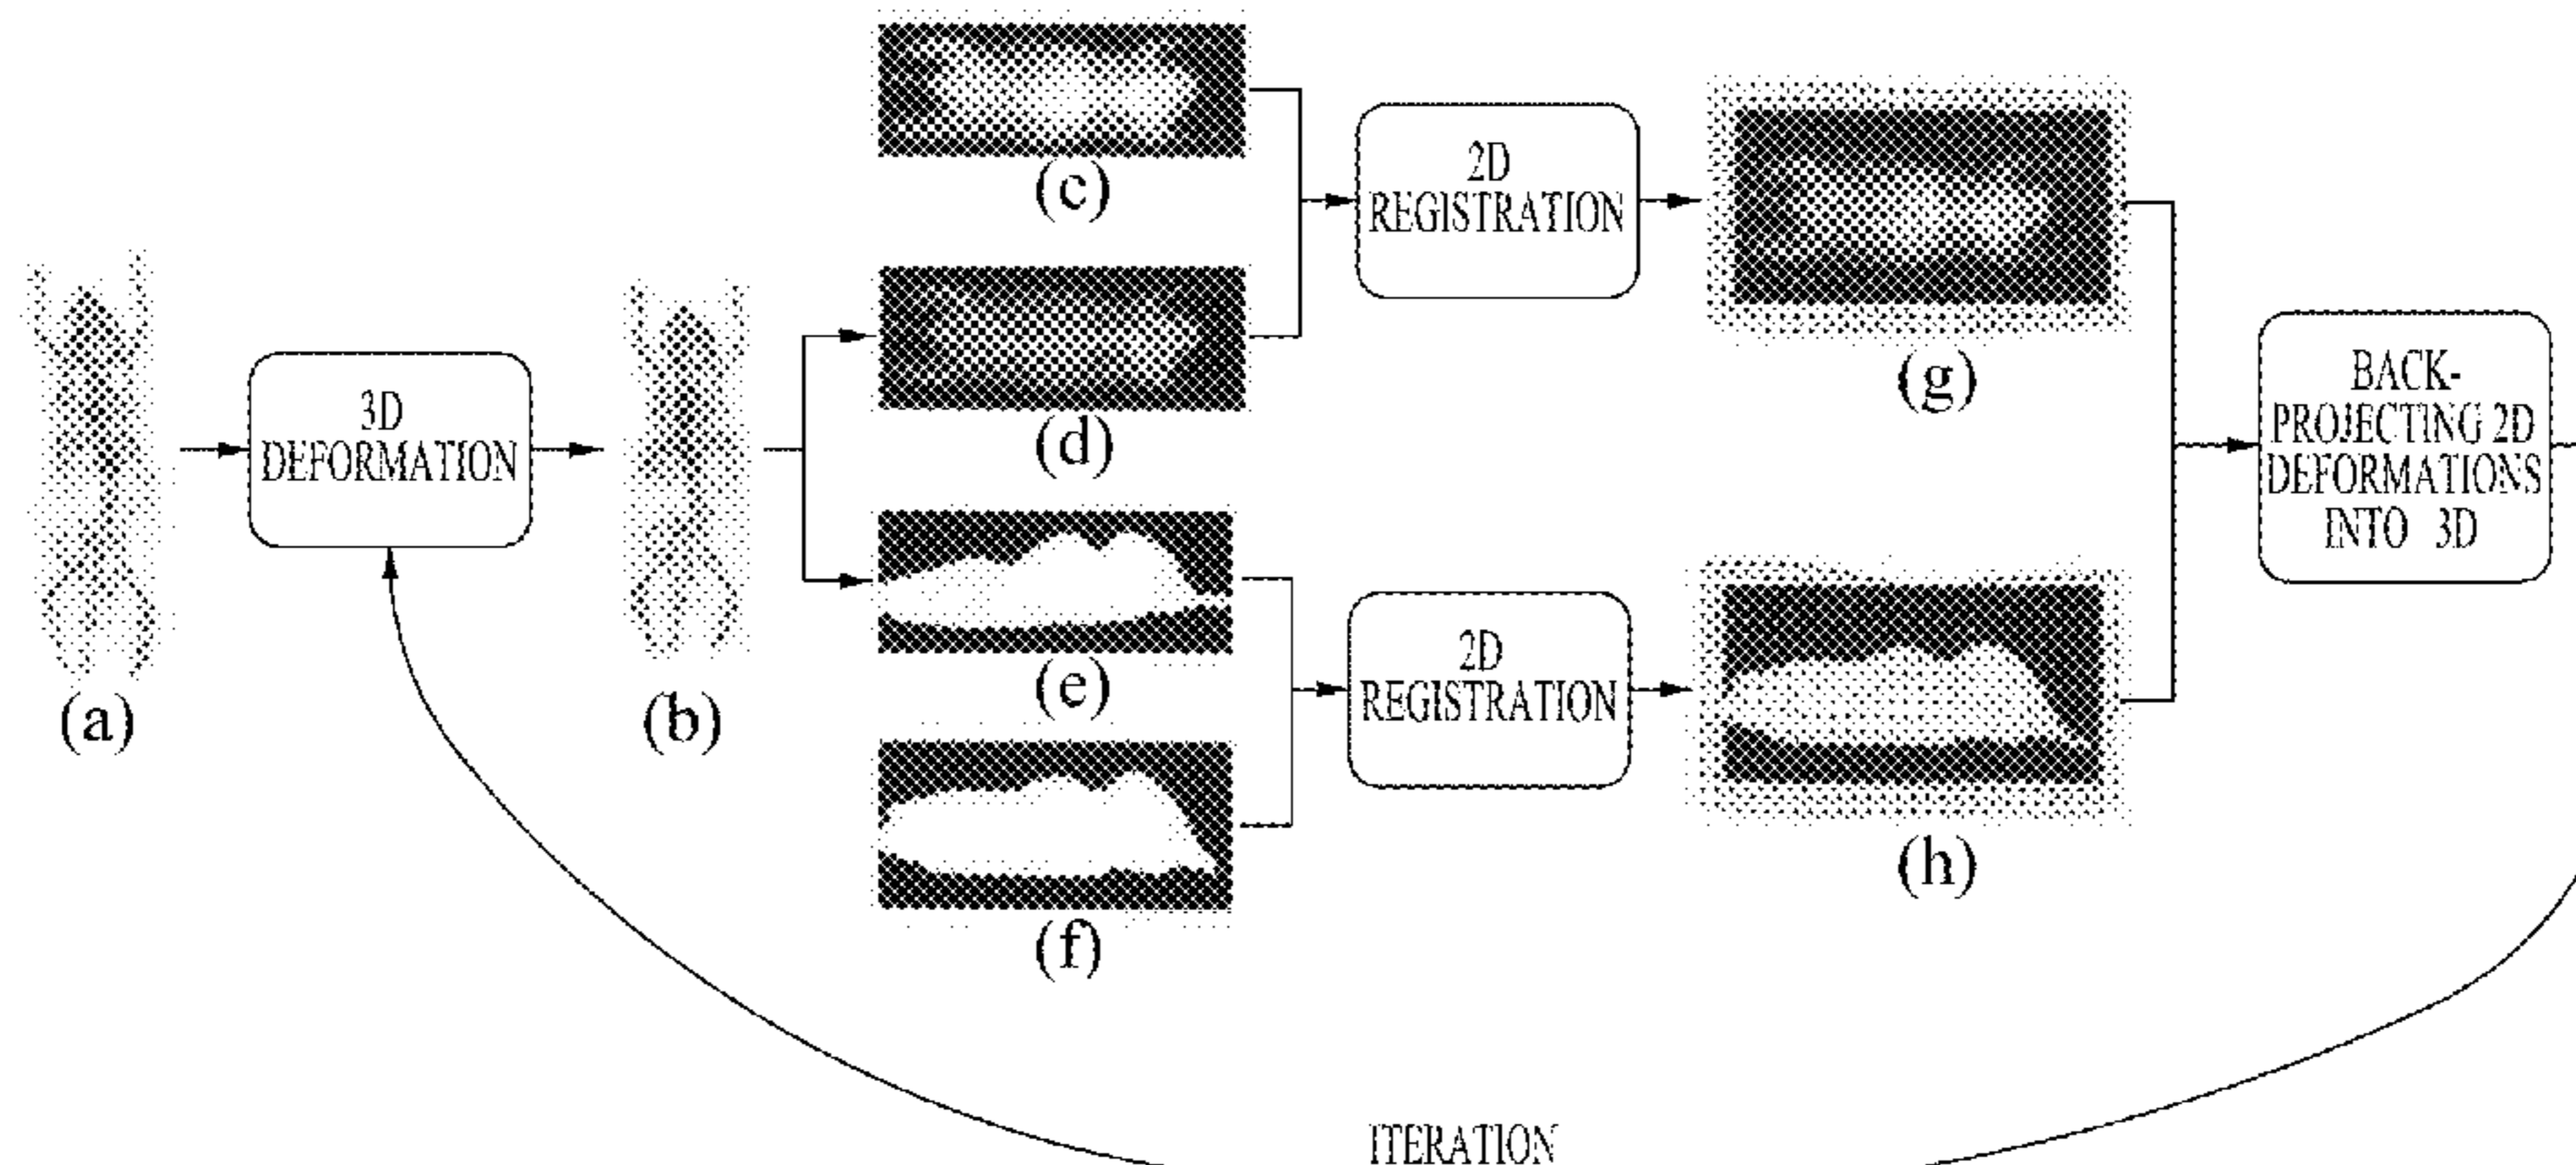 (a)
3D
DEFORMATION
(b)
(c)
(d)
(e)
(f)
2D
REGISTRATION
2D
REGISTRATION
(g)
(h)
BACK-
PROJECTING 2D
DEFORMATIONS
INTO 3D
ITERATION